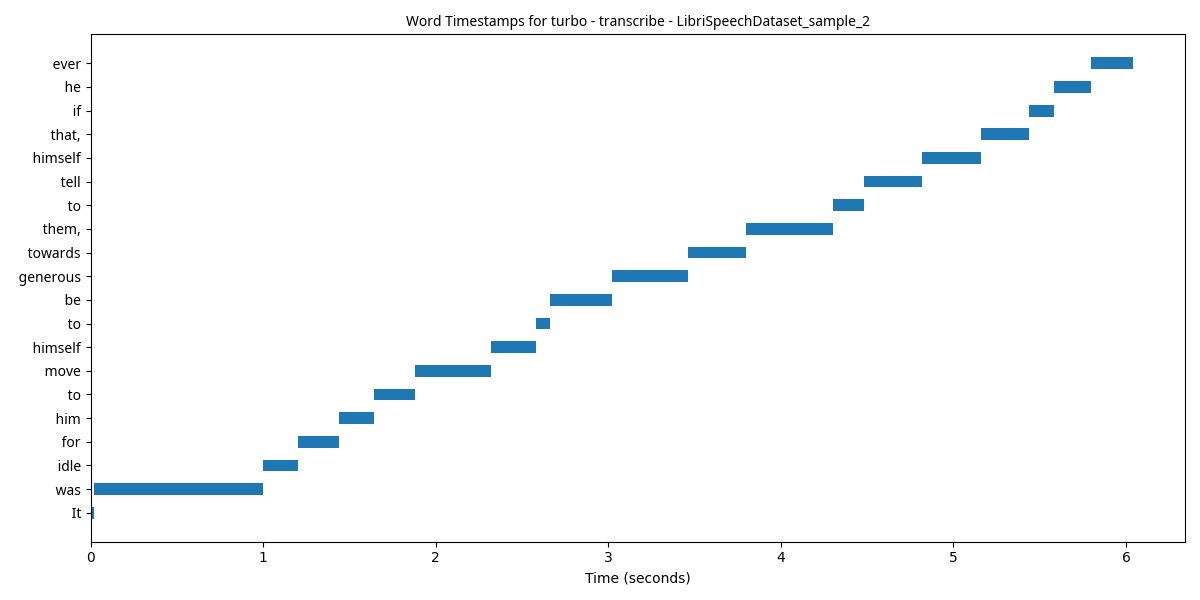 Word Timestamps for turbo - transcribe - LibriSpeechDataset_sample_2
ever
he
if
that,
himself
tell
to
them,
towards
generous
be
to
himself
move
to
him
for
idle
was
It
0 1 2 3 4 5 6
Time (seconds)